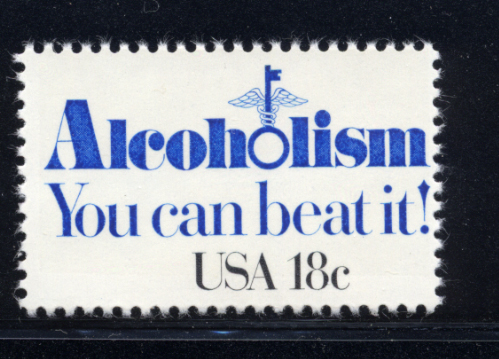 Alcoholism
You can beat it!
USA 18c